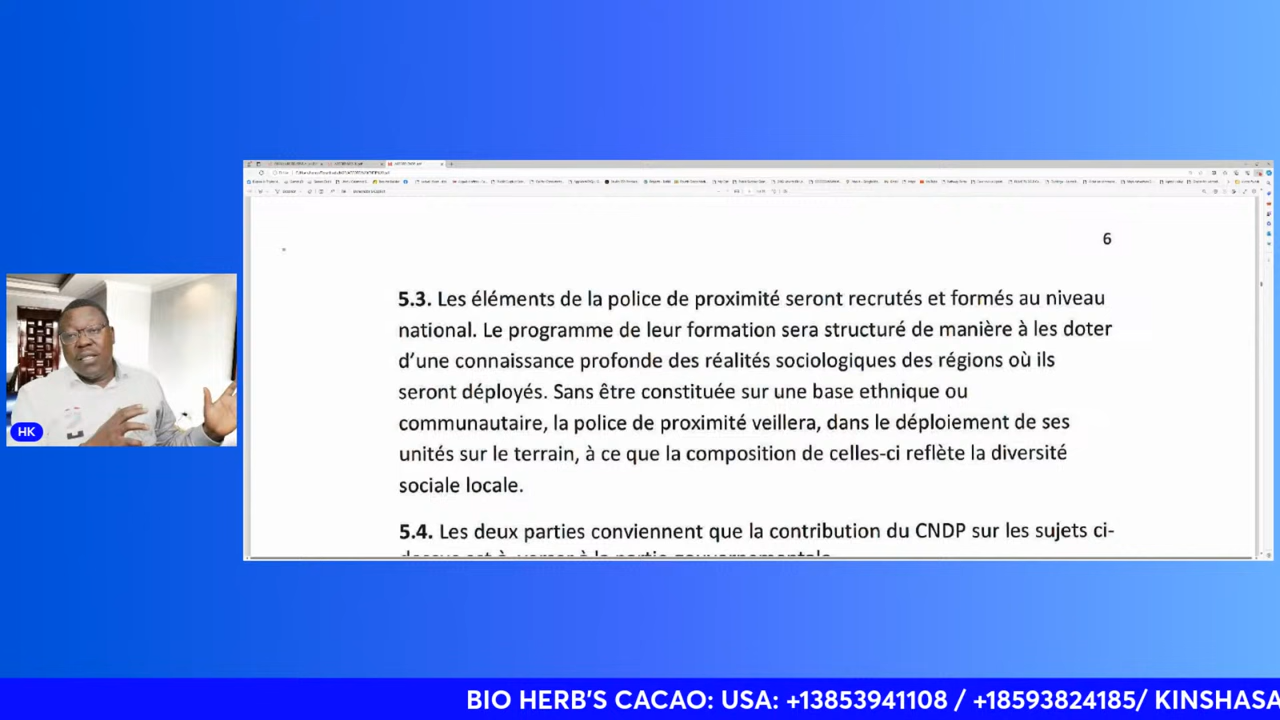 6
5.3. Les éléments de la police de proximité seront recrutés et formés au niveau
national. Le programme de leur formation sera structuré de manière à les doter
d'une connaissance profonde des réalités sociologiques des régions où ils
seront déployés. Sans être constituée sur une base ethnique ou
communautaire, la police de proximité veillera, dans le déploiement de ses
unités sur le terrain, à ce que la composition de celles-ci reflète la diversité
sociale locale.
5.4. Les deux parties conviennent que la contribution du CNDP sur les sujets ci-
HK
BIO HERB'S CACAO: USA: +13853941108 / +18593824185/ KINSHASA